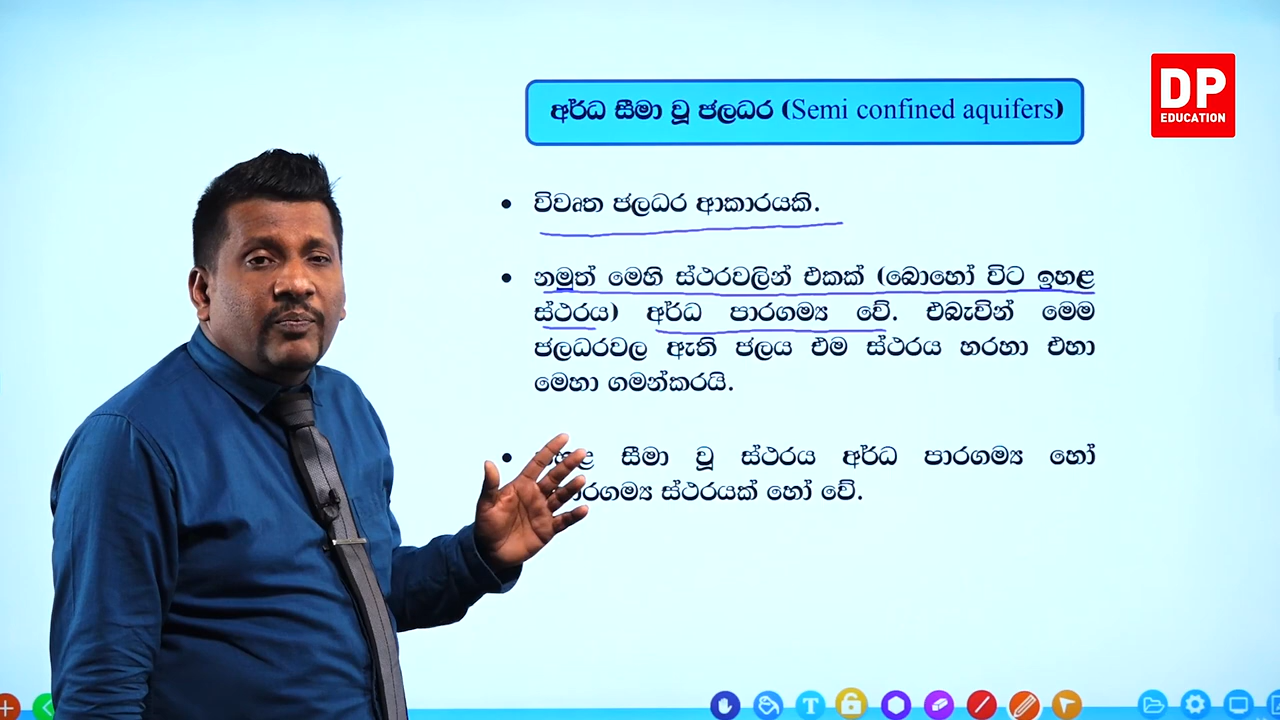 DP
EDUCATION
අර්ධ සීමා වූ ජලධර (Semi confined aquifers)
• විවෘත ජලධර ආකාරයකි.
• නමුත් මෙහි ස්ථරවලින් එකක් (බොහෝ විට ඉහළ
ස්ථරය) අර්ධ පාරගම්‍ය වේ. එබැවින් මෙම
ජලධරවල ඇති ජලය එම ස්ථරය හරහා එහා
මෙහා ගමන්කරයි.
• සීමා වූ ස්ථරය අර්ධ පාරගම්‍ය හෝ
ස්ථරයක් හෝ වේ.